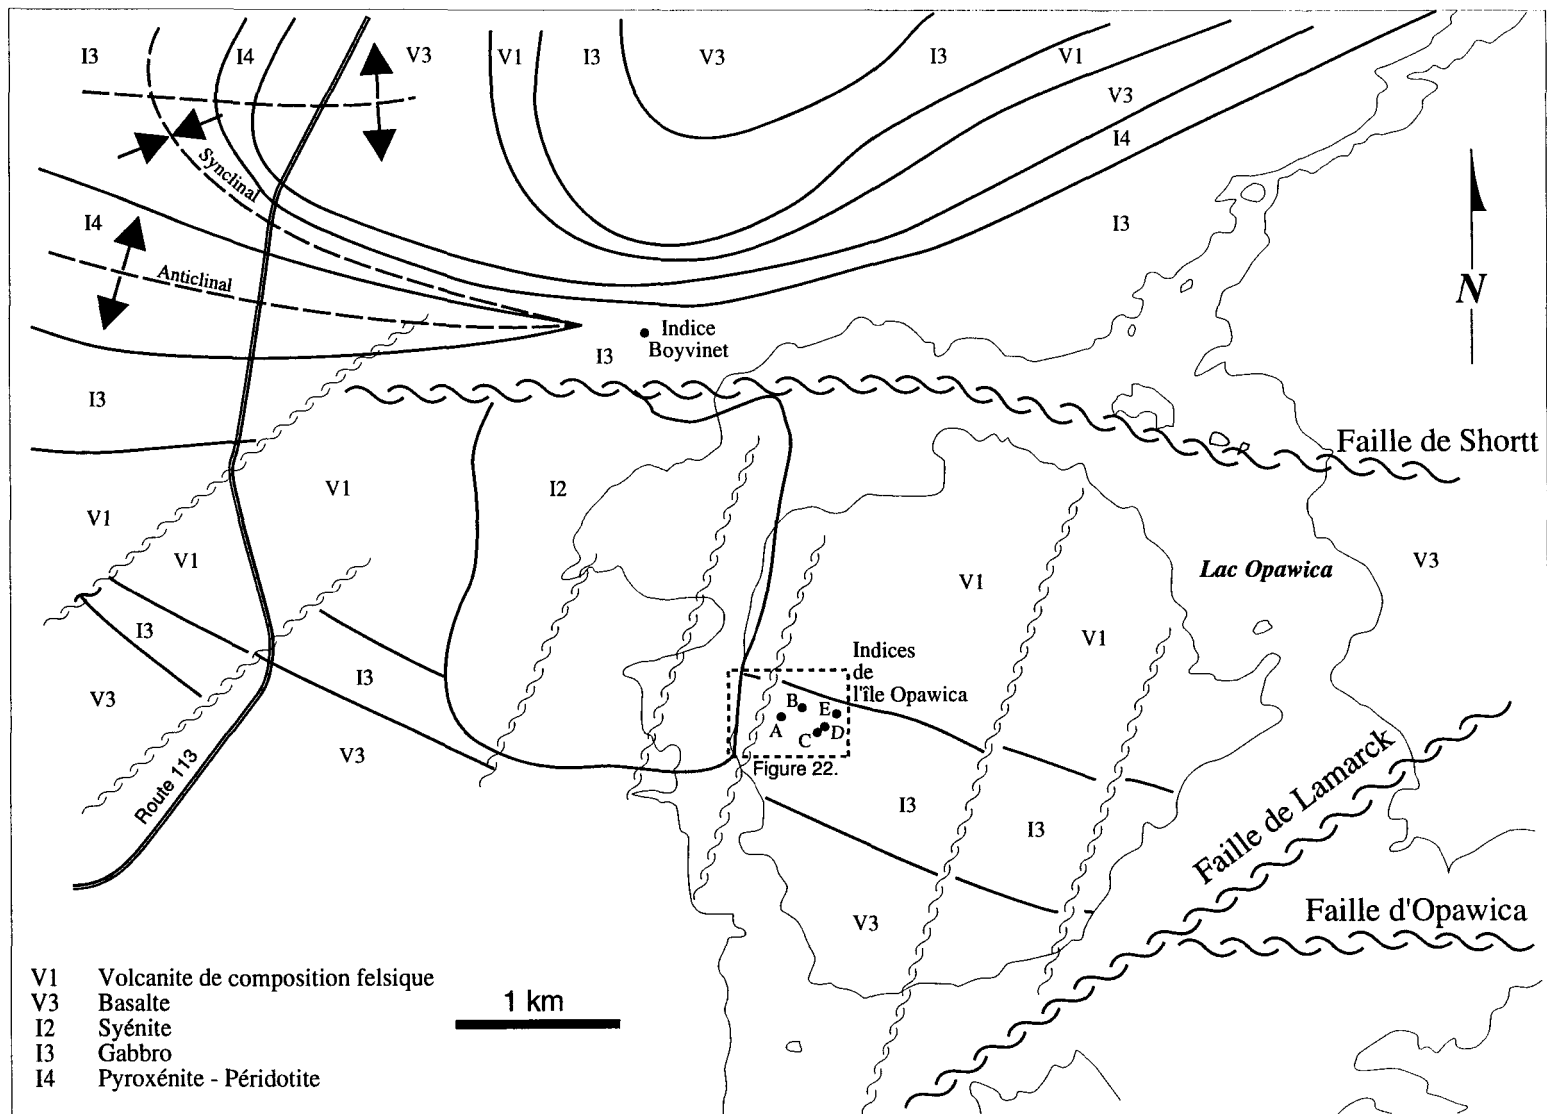 I3
I4
V3
V1
I3
V3
I3
V1
V3
I4
Synclinal
I4
I3
Anticlinal
N
Indice
Boyvinet
I3
I3
Faille de Shortt
V1
I2
V1
V1
V3
Lac Opawica
V1
I3
V1
Indices
de
l'île Opawica
I3
V3
B
E
A
D
C
V3
Figure 22.
Route 113
I3
I3
Faille de Lamarck
V3
Faille d'Opawica
V1 Volcanite de composition felsique
V3 Basalte
I2 Syénite
I3 Gabbro
I4 Pyroxénite - Péridotite
1 km